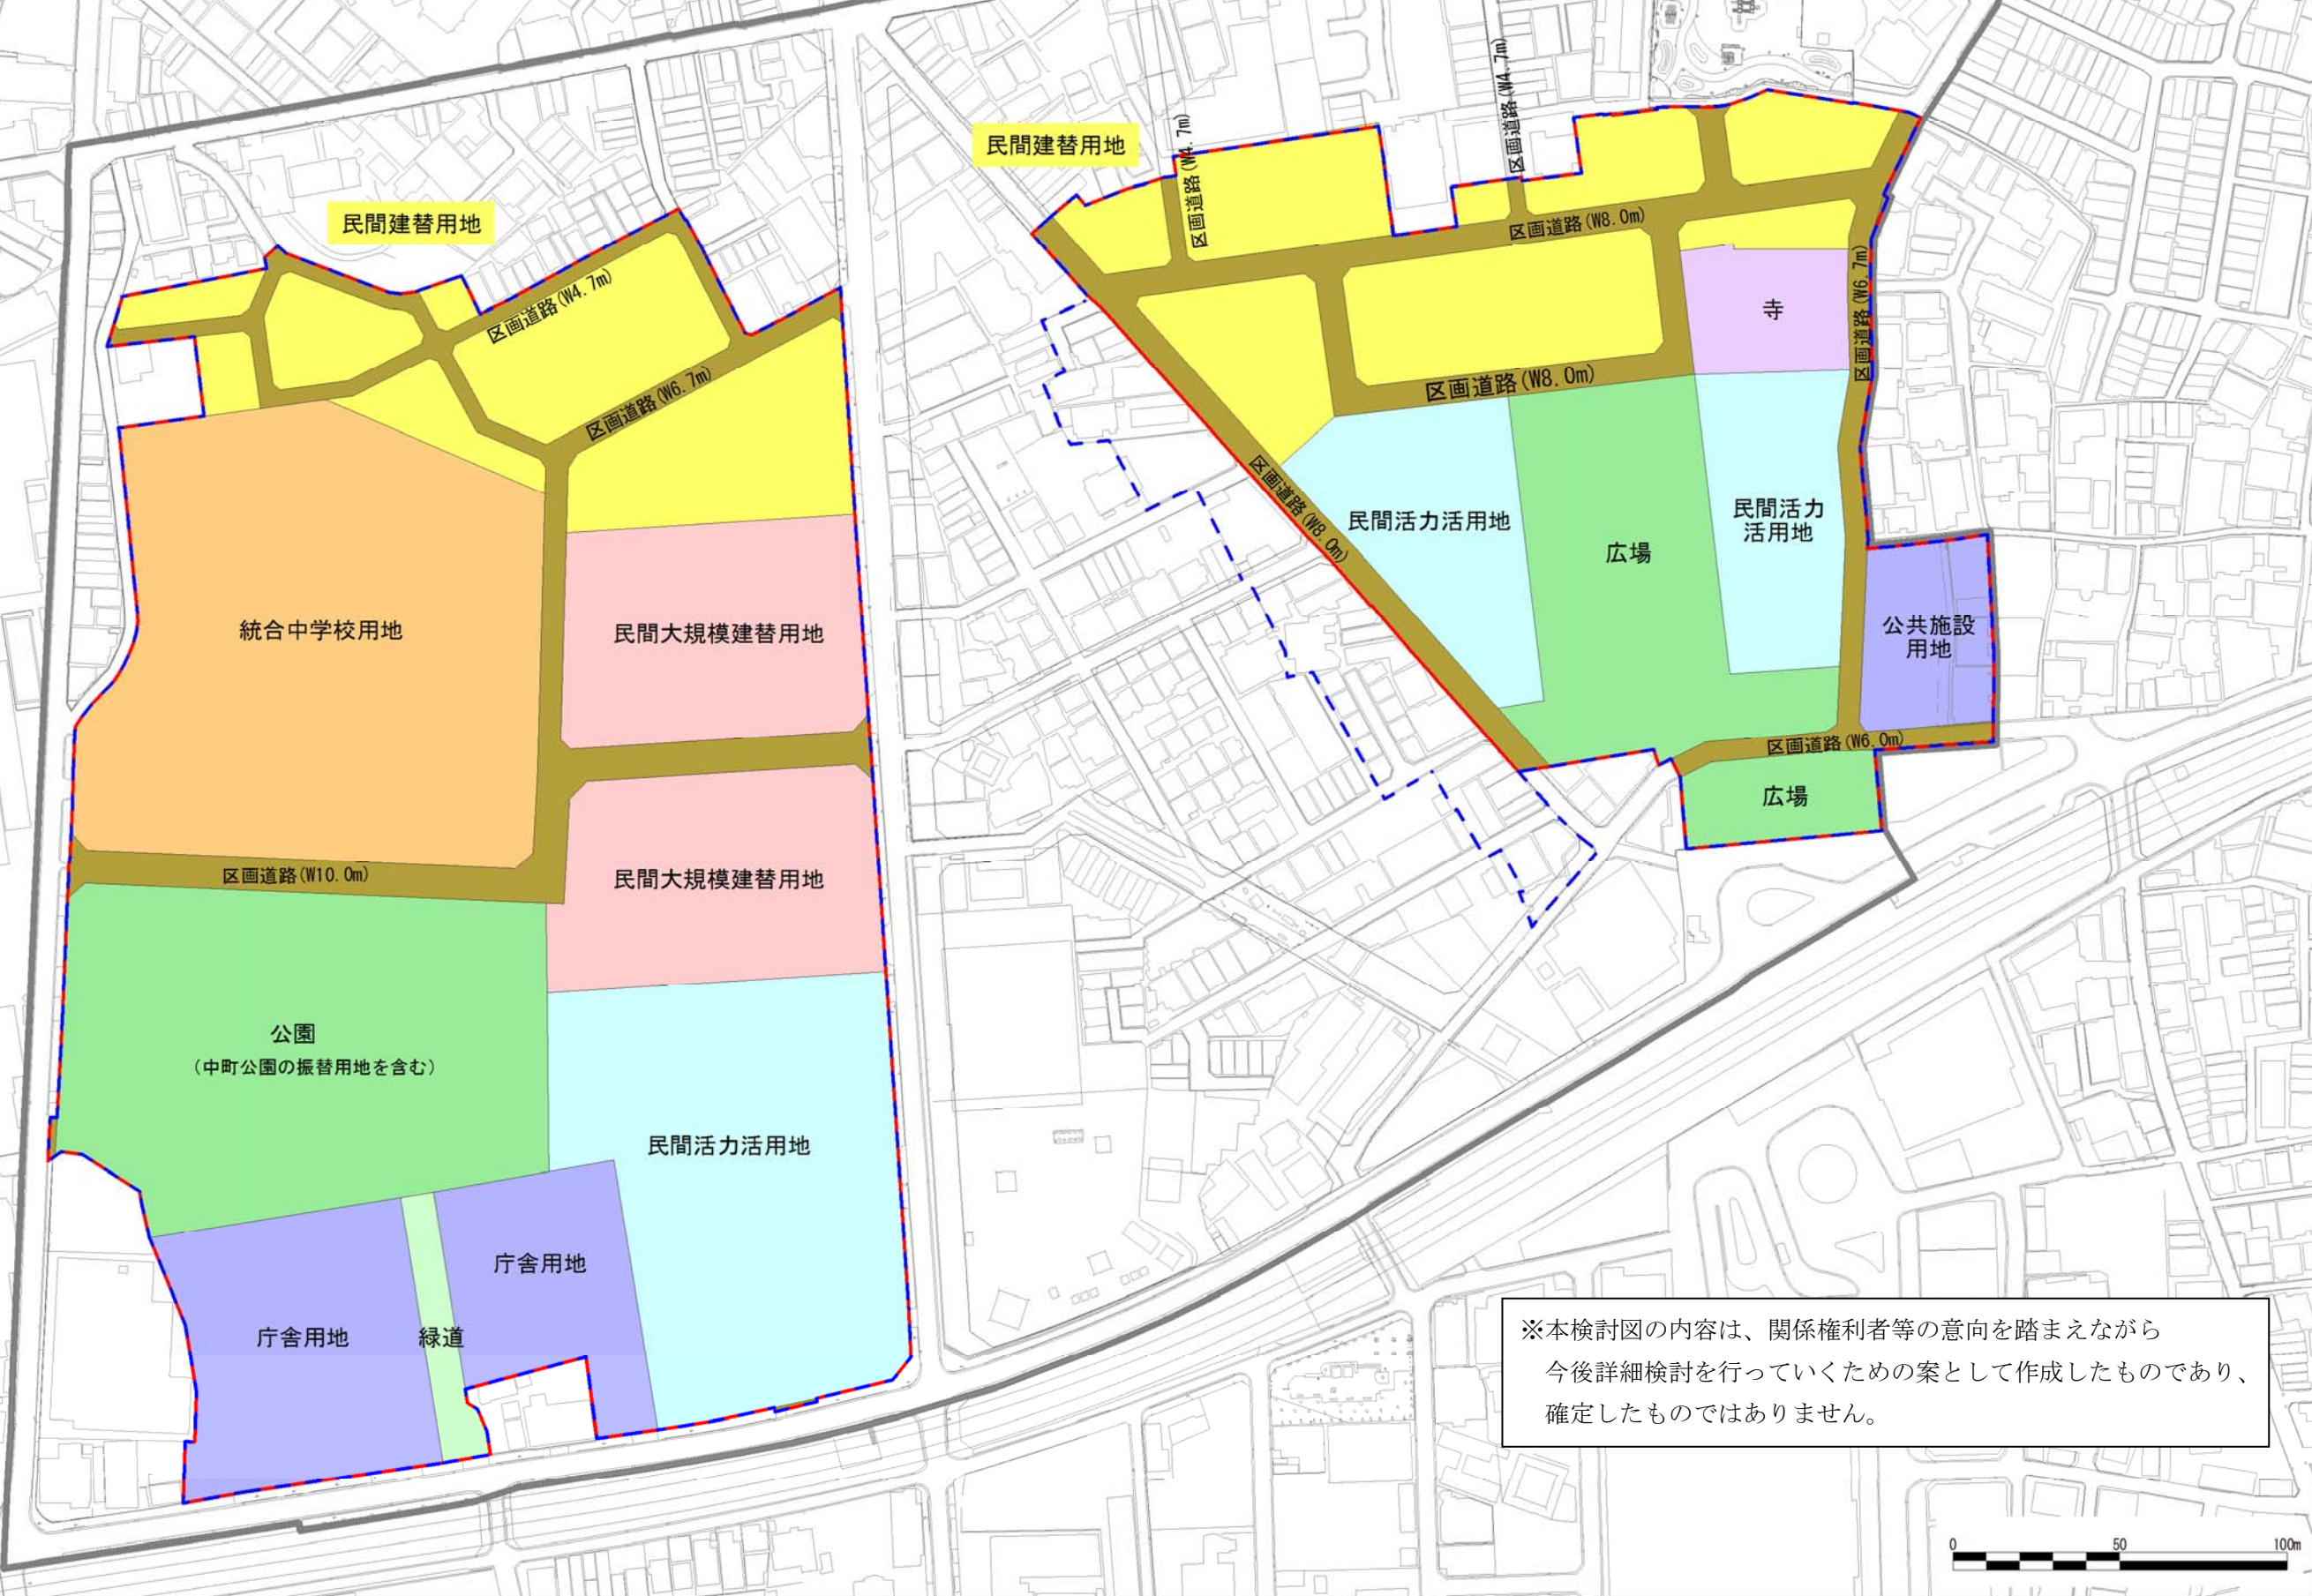 民間建替用地
区画道路(W4.7m)
区画道路(W6.7m)
統合中学校用地
民間大規模建替用地
区画道路(W10.0m)
民間大規模建替用地
公園
(中町公園の振替用地を含む)
民間活力活用地
庁舎用地
庁舎用地
緑道
民間建替用地
区画道路(W4.7m)
区画道路(W4.7m)
区画道路(W8.0m)
寺
区画道路(W6.7m)
区画道路(W8.0m)
区画道路(W8.0m)
民間活力活用地
広場
民間活力
活用地
公共施設
用地
区画道路(W6.0m)
広場
※本検討図の内容は、関係権利者等の意向を踏まえながら
今後詳細検討を行っていくための案として作成したものであり、
確定したものではありません。
0 50 100m